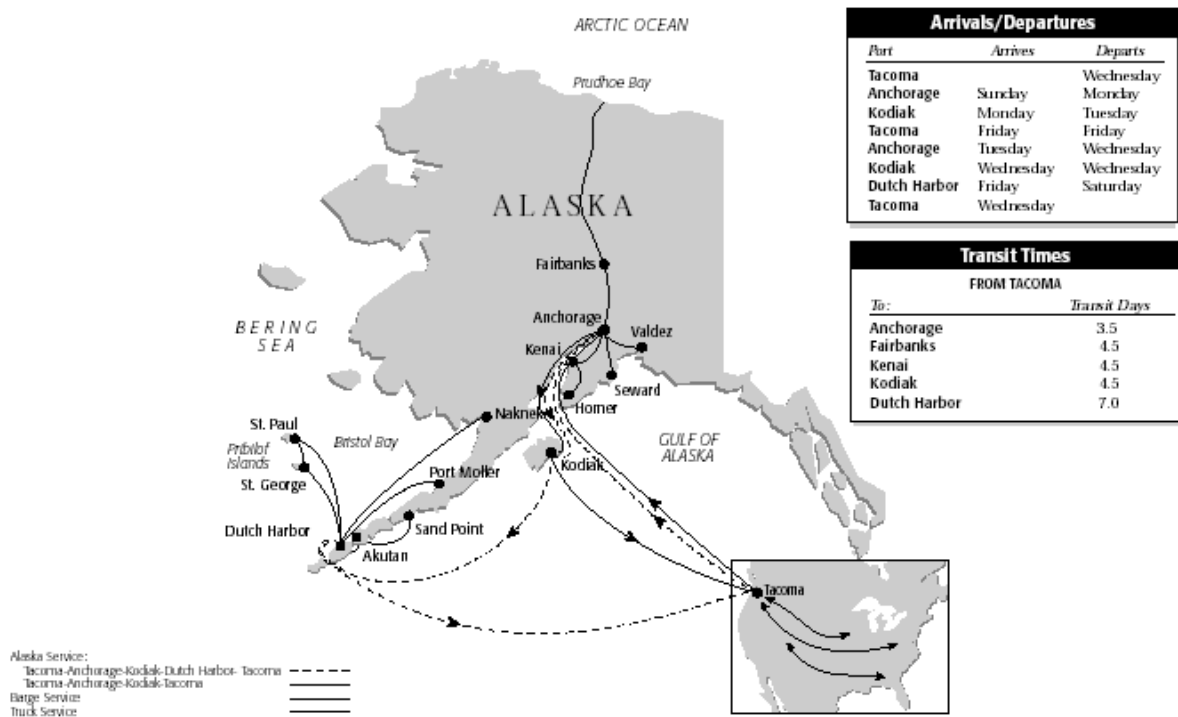 ARCTIC OCEAN
Prudhoe Bay
ALASKA
Fairbanks
Anchorage
Valdez
Kenai
Seward
Homer
Naknek
BERING
SEA
St. Paul
Pribilof
Islands
St. George
Bristol Bay
Port Moller
Kodiak
GULF OF
ALASKA
Dutch Harbor
Sand Point
Akutan
Tacoma
Arrivals/Departures
Port Arrives Departs
Tacoma Wednesday
Anchorage Sunday Monday
Kodiak Monday Tuesday
Tacoma Friday Friday
Anchorage Tuesday Wednesday
Kodiak Wednesday Wednesday
Dutch Harbor Friday Saturday
Tacoma Wednesday
Transit Times
FROM TACOMA
To: Transit Days
Anchorage 3.5
Fairbanks 4.5
Kenai 4.5
Kodiak 4.5
Dutch Harbor 7.0
Alaska Service:
Tacoma-Anchorage-Kodiak-Dutch Harbor- Tacoma
Tacoma-Anchorage-Kodiak-Tacoma
Barge Service
Truck Service